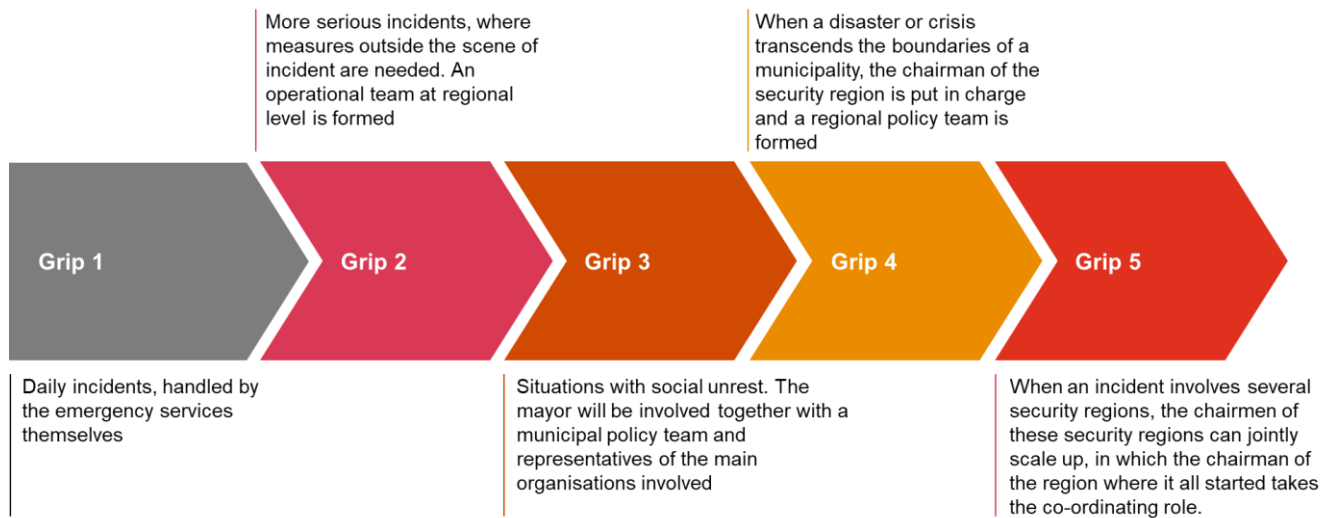 More serious incidents, where
measures outside the scene of
incident are needed. An
operational team at regional
level is formed
When a disaster or crisis
transcends the boundaries of a
municipality, the chairman of the
security region is put in charge
and a regional policy team is
formed
Grip 1
Grip 2
Grip 3
Grip 4
Grip 5
Daily incidents, handled by
the emergency services
themselves
Situations with social unrest. The
mayor will be involved together with a
municipal policy team and
representatives of the main
organisations involved
When an incident involves several
security regions, the chairmen of
these security regions can jointly
scale up, in which the chairman of
the region where it all started takes
the co-ordinating role.